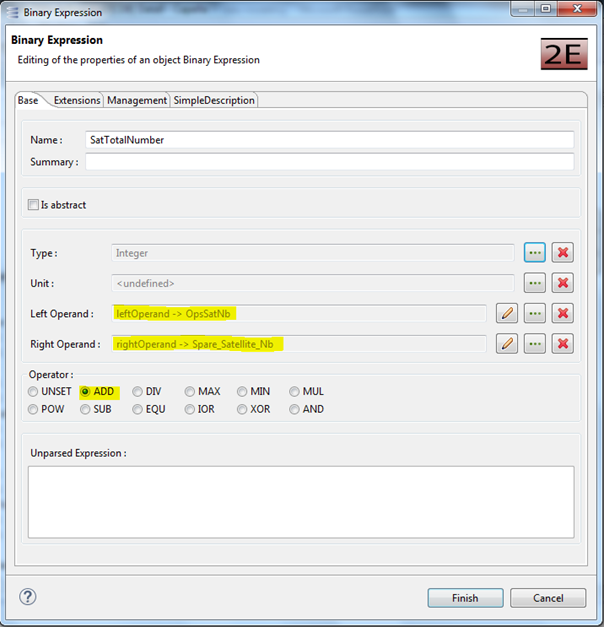 Binary Expression
Binary Expression
Editing of the properties of an object Binary Expression
2E
Base Extensions Management SimpleDescription
Name : SatTotalNumber
Summary :
Is abstract
Type : Integer
Unit : <undefined>
Left Operand : leftOperand -> OpsSatNb
Right Operand : rightOperand -> Spare_Satellite_Nb
Operator :
UNSET ADD DIV MAX MIN MUL
POW SUB EQU IOR XOR AND
Unparsed Expression :
Finish Cancel